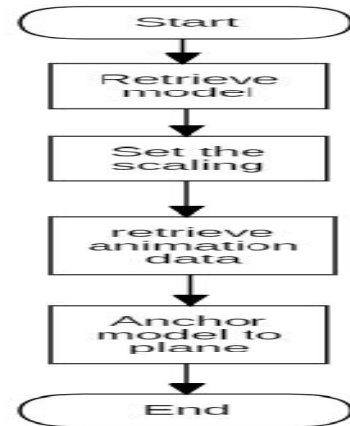 Start
Retrieve
model
Set the
scaling
retrieve
animation
data
Anchor
model to
plane
End